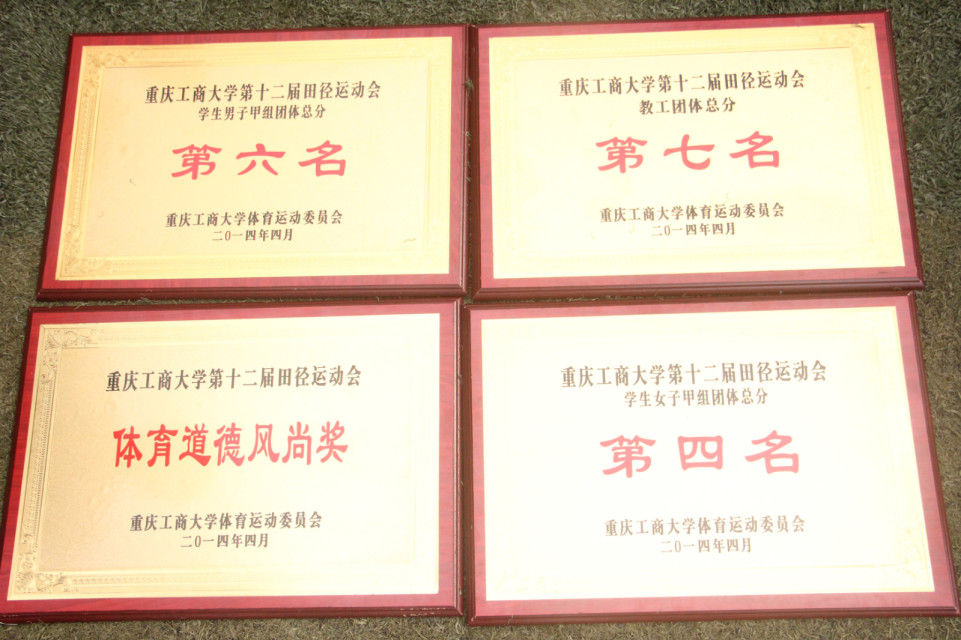 重庆工商大学第十二届田径运动会
学生男子甲组团体总分
第六名
重庆工商大学体育运动委员会
二〇一四年四月
重庆工商大学第十二届田径运动会
教工团体总分
第七名
重庆工商大学体育运动委员会
二〇一四年四月
重庆工商大学第十二届田径运动会
体育道德风尚奖
重庆工商大学体育运动委员会
二〇一四年四月
重庆工商大学第十二届田径运动会
学生女子甲组团体总分
第四名
重庆工商大学体育运动委员会
二〇一四年四月